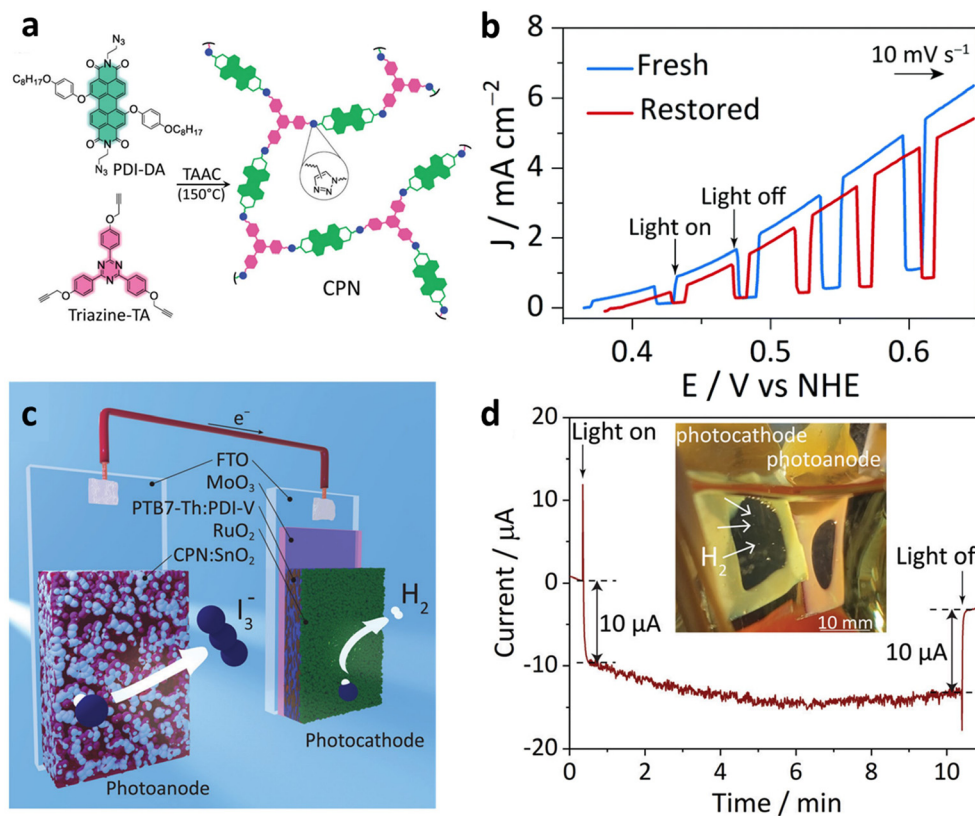 a
N₃
C₈H₁₇
PDI-DA
N₃
OC₈H₁₇
Triazine-TA
TAAC
(150°C)
CPN
b
Fresh
Restored
10 mV s⁻¹
Light on
Light off
J / mA cm⁻²
8
6
4
2
0
0.4
0.5
0.6
E / V vs NHE
c
e⁻
FTO
MoO₃
PTB7-Th:PDI-V
RuO₂
CPN:SnO₂
I₃⁻
H₂
Photoanode
Photocathode
d
Light on
photocathode
photoanode
H₂
10 mm
Light off
10 μA
10 μA
Current / μA
20
10
0
-10
-20
0
2
4
6
8
10
Time / min